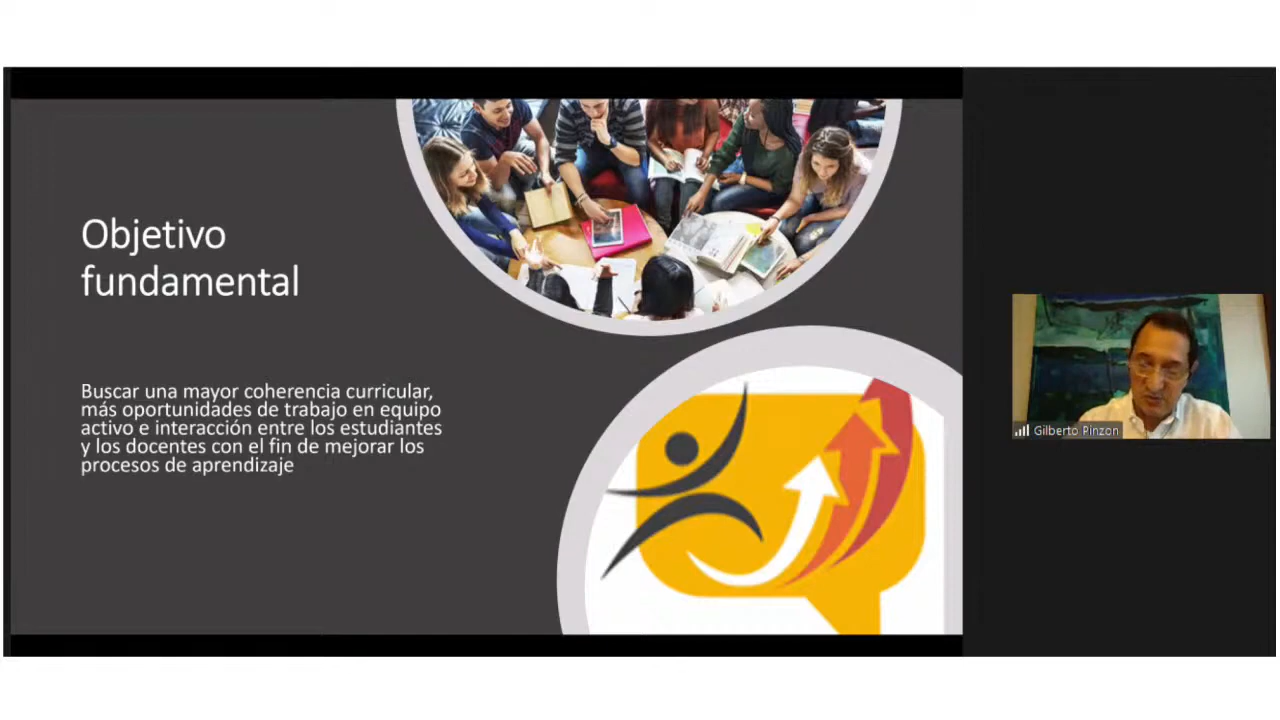 Objetivo
fundamental
Buscar una mayor coherencia curricular,
más oportunidades de trabajo en equipo
activo e interacción entre los estudiantes
y los docentes con el fin de mejorar los
procesos de aprendizaje
Gilberto Pinzon